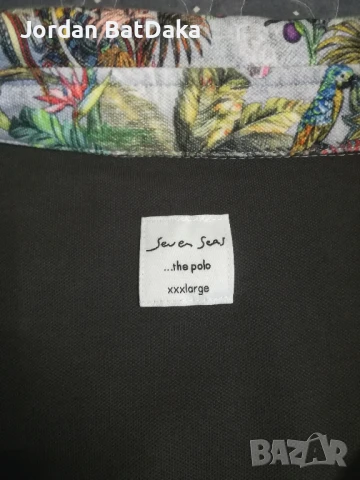 Jordan BatDaka
Seven Seas
...the polo
xxxlarge
BAZAR